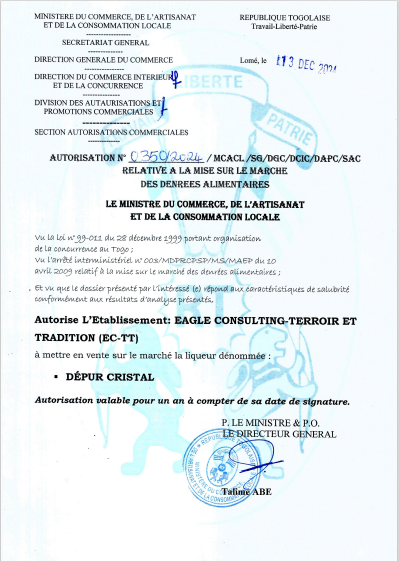 MINISTERE DU COMMERCE, DE L'ARTISANAT
ET DE LA CONSOMMATION LOCALE
-----------------
SECRETARIAT GENERAL
--------------
DIRECTION GENERALE DU COMMERCE
---------------
DIRECTION DU COMMERCE INTERIEUR
ET DE LA CONCURRENCE
---------------
DIVISION DES AUTAURISATIONS ET
PROMOTIONS COMMERCIALES
---------------
SECTION AUTORISATIONS COMMERCIALES
---------------
REPUBLIQUE TOGOLAISE
Travail-Liberté-Patrie
-----------------
Lomé, le 13 DEC 2024
LIBERTE
PATRIE
AUTORISATION N° 0350/2024 / MCACL /SG/DGC/DCIC/DAPC/SAC
RELATIVE A LA MISE SUR LE MARCHE
DES DENREES ALIMENTAIRES
LE MINISTRE DU COMMERCE, DE L'ARTISANAT
ET DE LA CONSOMMATION LOCALE
Vu la loi n° 99-011 du 28 décembre 1999 portant organisation
de la concurrence au Togo ;
Vu l'arrêté interministériel n° 003/MDPRCPSP/MS/MAEP du 10
avril 2009 relatif à la mise sur le marché des denrées alimentaires ;
Et vu que le dossier présenté par l'intéressé (e) répond aux caractéristiques de salubrité
conformément aux résultats d'analyse présentés,
Autorise L'Etablissement: EAGLE CONSULTING-TERROIR ET
TRADITION (EC-TT)
à mettre en vente sur le marché la liqueur dénommée :
▪ DÉPUR CRISTAL
Autorisation valable pour un an à compter de sa date de signature.
P. LE MINISTRE & P.O.
LE DIRECTEUR GENERAL
REPUBLIQUE TOGOLAISE
Talime ABE